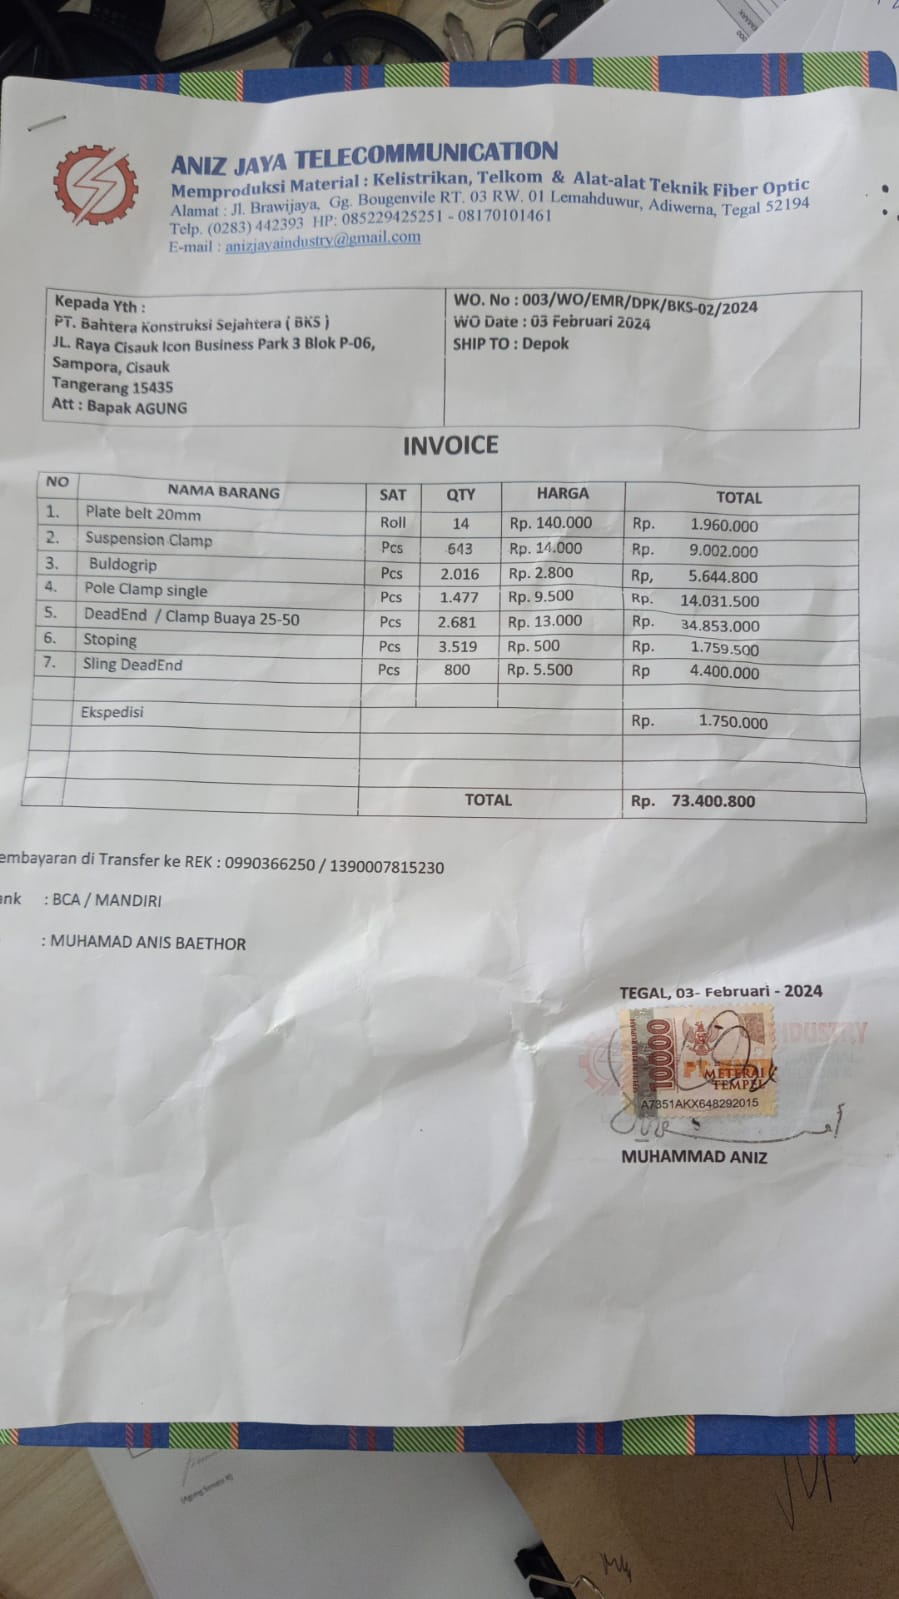 ANIZ JAYA TELECOMMUNICATION
Memproduksi Material : Kelistrikan, Telkom & Alat-alat Teknik Fiber Optic
Alamat : Jl. Brawijaya, Gg. Bougenvile RT. 03 RW. 01 Lemahduwur, Adiwerna, Tegal 52194
Telp. (0283) 442393 HP: 085229425251 - 08170101461
E-mail : anizjayaindustry@gmail.com
Kepada Yth :
PT. Bahtera Konstruksi Sejahtera ( BKS )
JL. Raya Cisauk Icon Business Park 3 Blok P-06,
Sampora, Cisauk
Tangerang 15435
Att : Bapak AGUNG
WO. No : 003/WO/EMR/DPK/BKS-02/2024
WO Date : 03 Februari 2024
SHIP TO : Depok
INVOICE
NO NAMA BARANG SAT QTY HARGA TOTAL
1. Plate belt 20mm Roll 14 Rp. 140.000 Rp. 1.960.000
2. Suspension Clamp Pcs 643 Rp. 14.000 Rp. 9.002.000
3. Buldogrip Pcs 2.016 Rp. 2.800 Rp, 5.644.800
4. Pole Clamp single Pcs 1.477 Rp. 9.500 Rp. 14.031.500
5. DeadEnd / Clamp Buaya 25-50 Pcs 2.681 Rp. 13.000 Rp. 34.853.000
6. Stoping Pcs 3.519 Rp. 500 Rp. 1.759.500
7. Sling DeadEnd Pcs 800 Rp. 5.500 Rp 4.400.000
Ekspedisi Rp. 1.750.000
TOTAL Rp. 73.400.800
embayaran di Transfer ke REK : 0990366250 / 1390007815230
ank : BCA / MANDIRI
: MUHAMAD ANIS BAETHOR
TEGAL, 03- Februari - 2024
10000
METERAI
TEMPEL
A7351AKX648292015
MUHAMMAD ANIZ